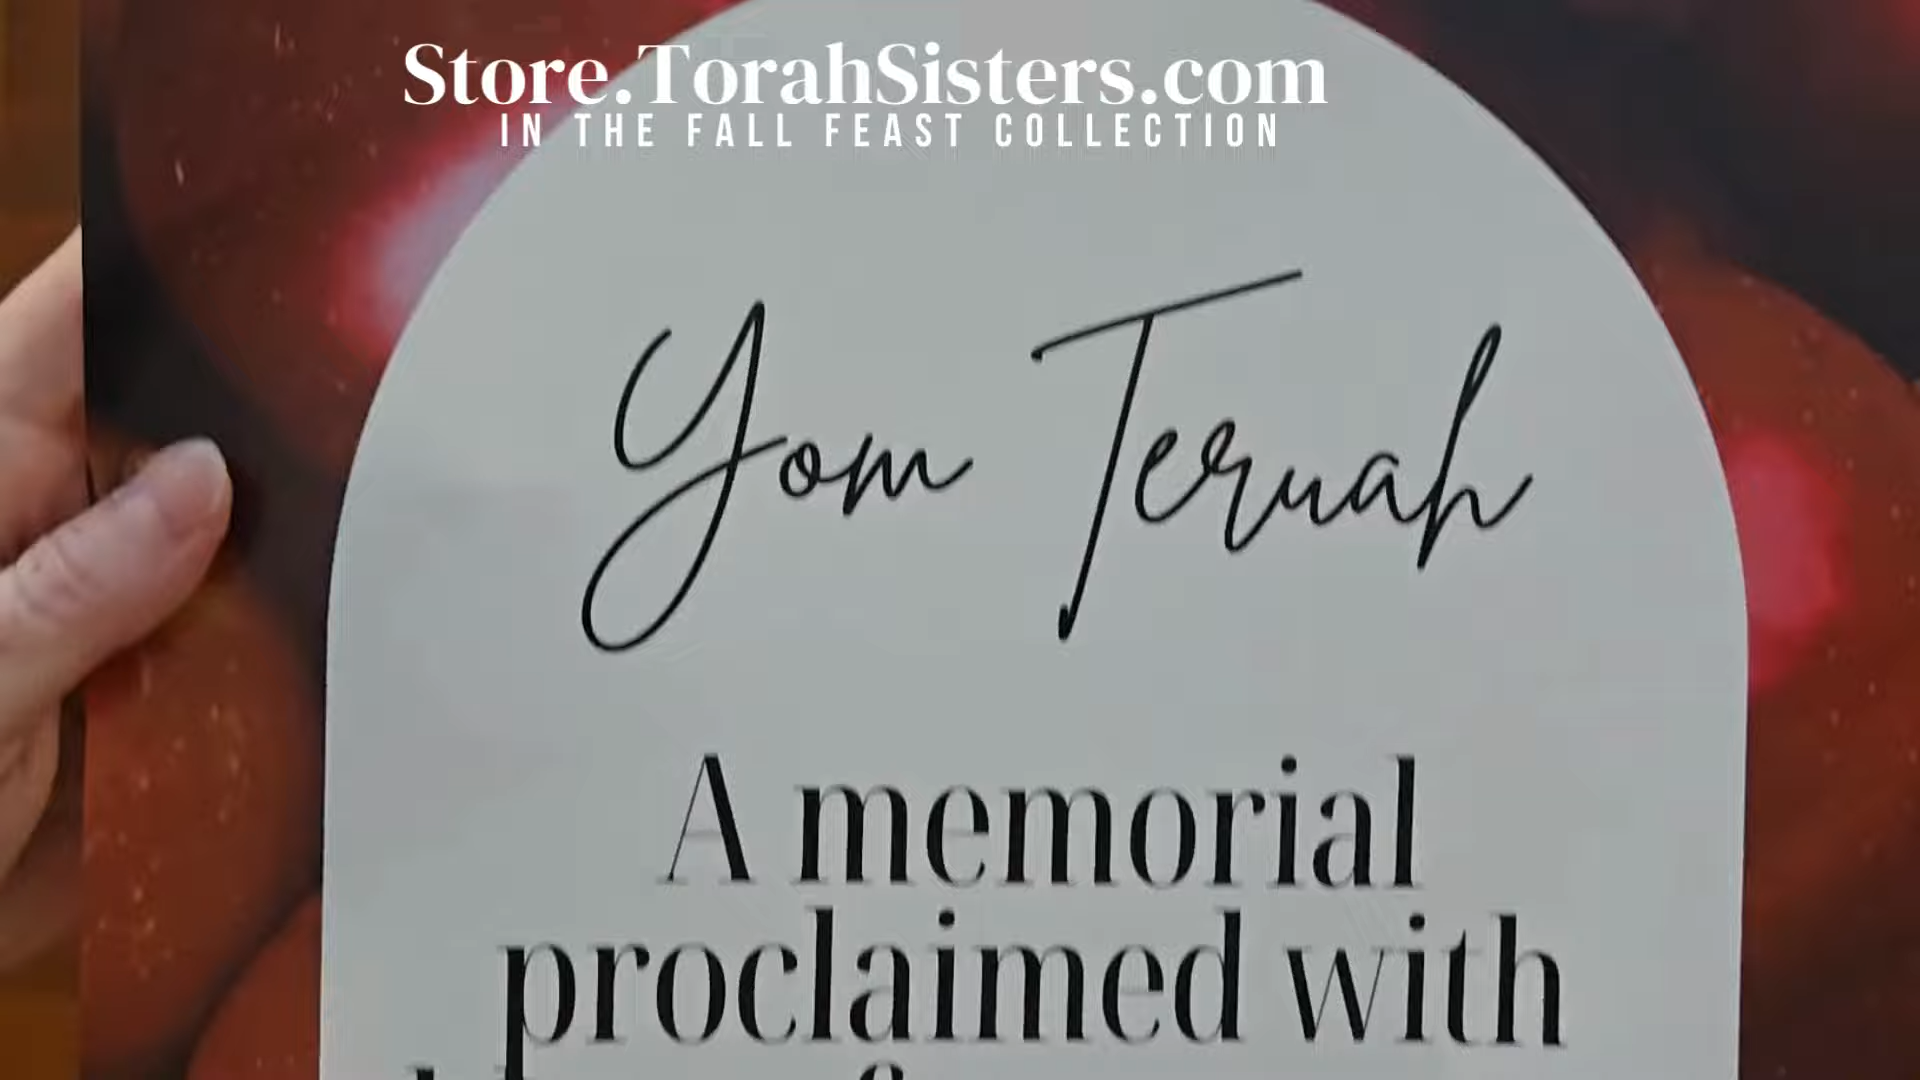 Store.TorahSisters.com
IN THE FALL FEAST COLLECTION
Yom Teruah
A memorial
proclaimed with